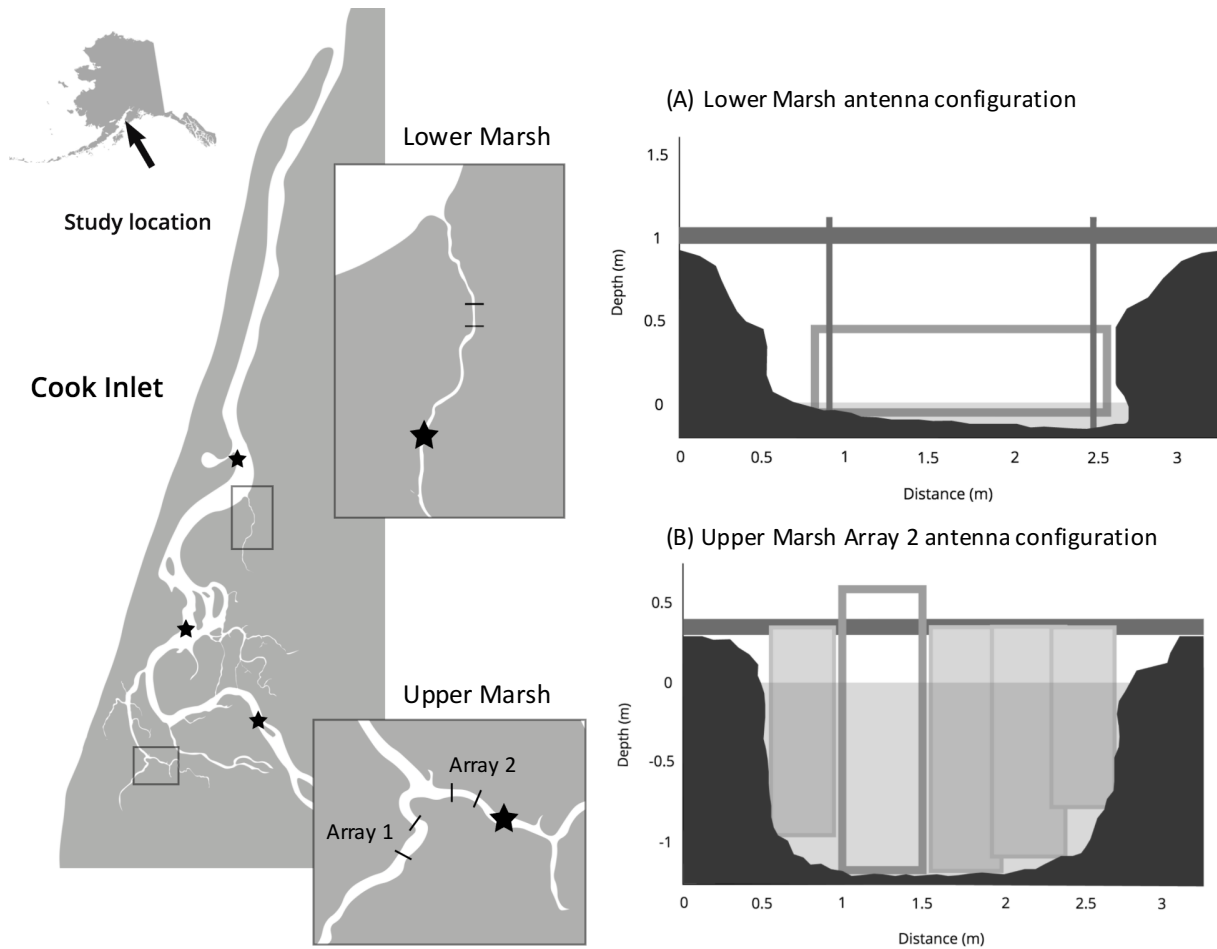 Study location
Cook Inlet
Lower Marsh
Upper Marsh
Array 2
Array 1
(A) Lower Marsh antenna configuration
1.5
1
0.5
0
Depth (m)
0 0.5 1 1.5 2 2.5 3
Distance (m)
(B) Upper Marsh Array 2 antenna configuration
0.5
0
-0.5
-1
Depth (m)
0 0.5 1 1.5 2 2.5 3
Distance (m)